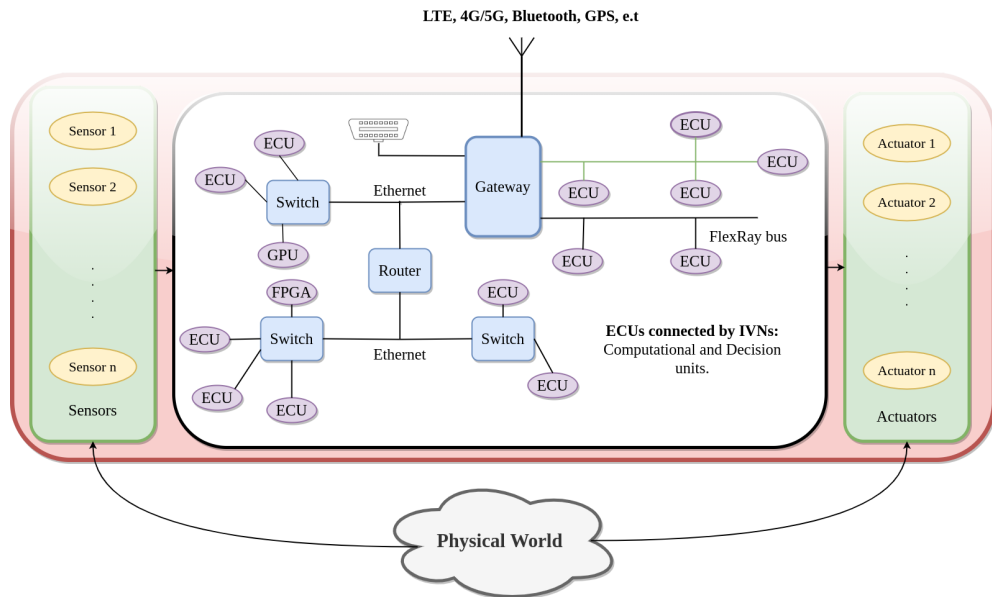 LTE, 4G/5G, Bluetooth, GPS, e.t
Sensor 1
Sensor 2
Sensor n
Sensors
ECU
ECU
Switch
GPU
Ethernet
Gateway
ECU
ECU
ECU
ECU
FlexRay bus
ECU
ECU
Router
FPGA
ECU
Switch
ECU
ECU
Ethernet
ECU
Switch
ECU
ECUs connected by IVNs:
Computational and Decision
units.
Actuator 1
Actuator 2
Actuator n
Actuators
Physical World